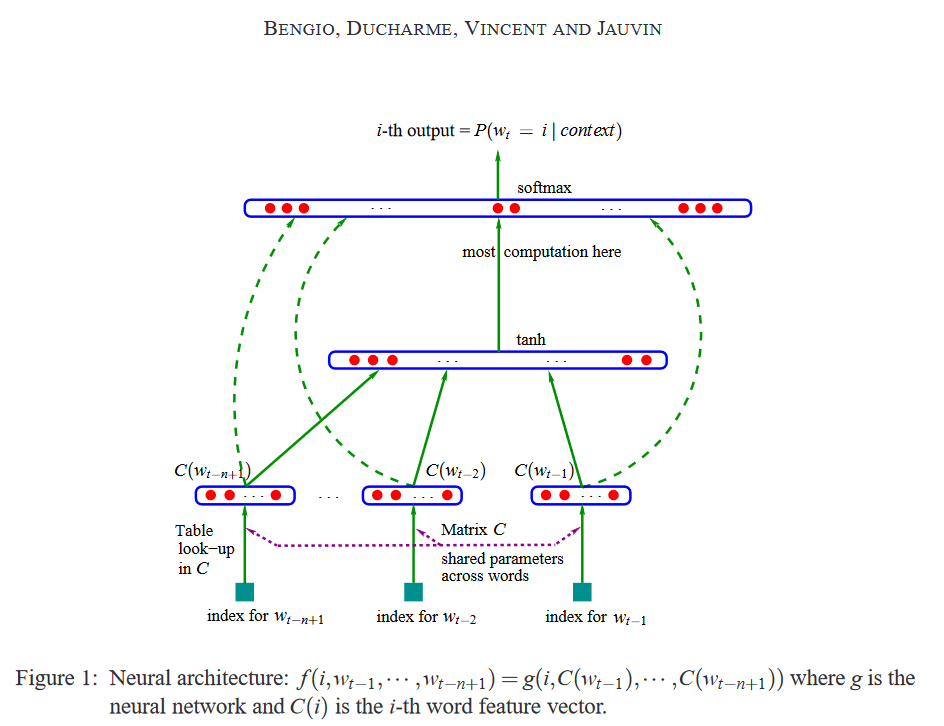 BENGIO, DUCHARME, VINCENT AND JAUVIN
i-th output = P(w_t = i | context)
softmax
. . .
. . .
most computation here
tanh
. . .
. . .
C(w_{t−n+1})
C(w_{t−2})
C(w_{t−1})
. . .
. . .
. . .
. . .
Table
look−up
in C
Matrix C
shared parameters
across words
index for w_{t−n+1}
index for w_{t−2}
index for w_{t−1}
Figure 1: Neural architecture: f(i,w_{t−1},··· ,w_{t−n+1}) = g(i,C(w_{t−1}),··· ,C(w_{t−n+1})) where g is the
neural network and C(i) is the i-th word feature vector.